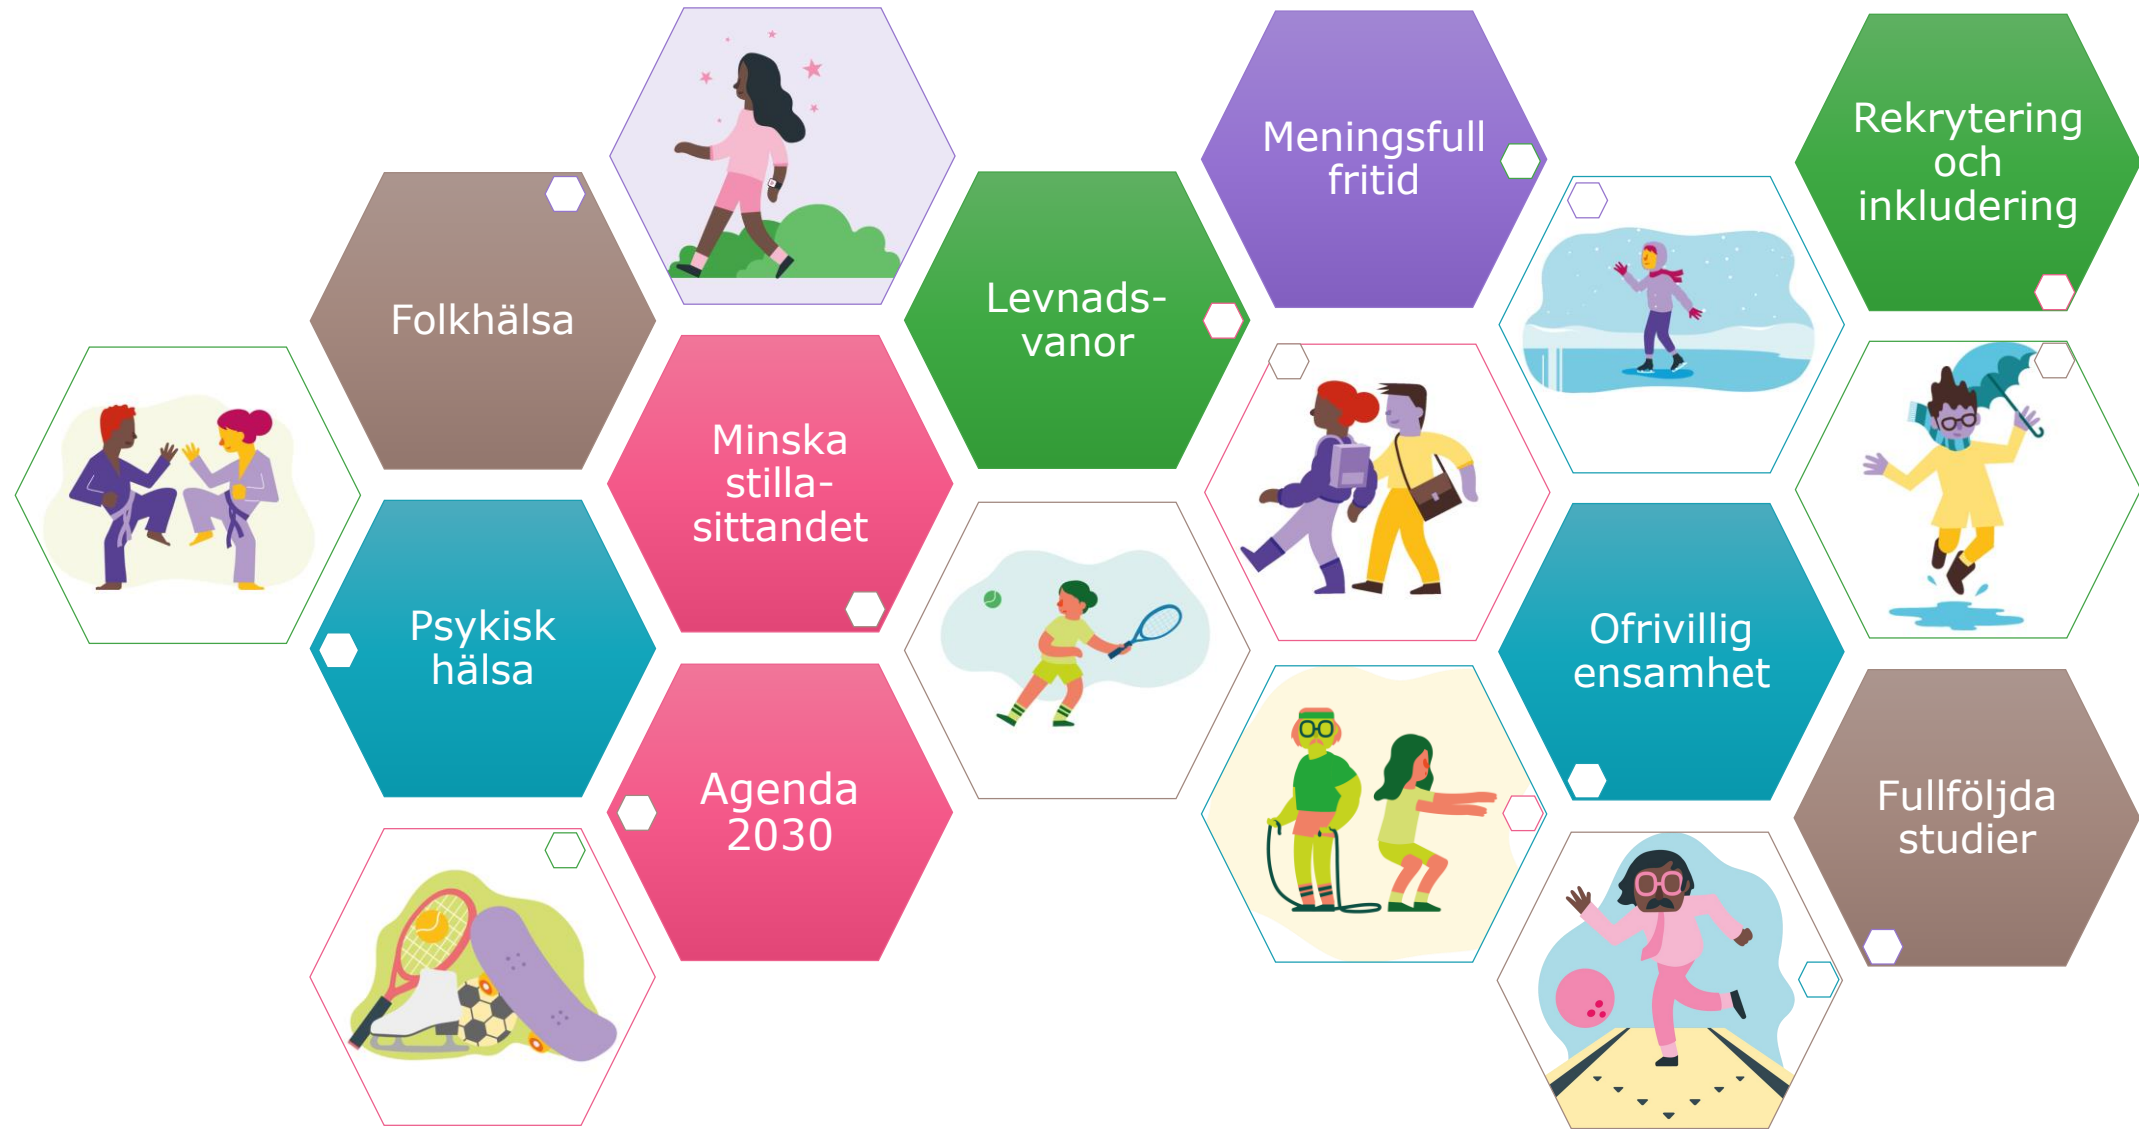 Folkhälsa
Psykisk
hälsa
Minska
stilla-
sittandet
Agenda
2030
Levnads-
vanor
Meningsfull
fritid
Ofrivillig
ensamhet
Rekrytering
och
inkludering
Fullföljda
studier